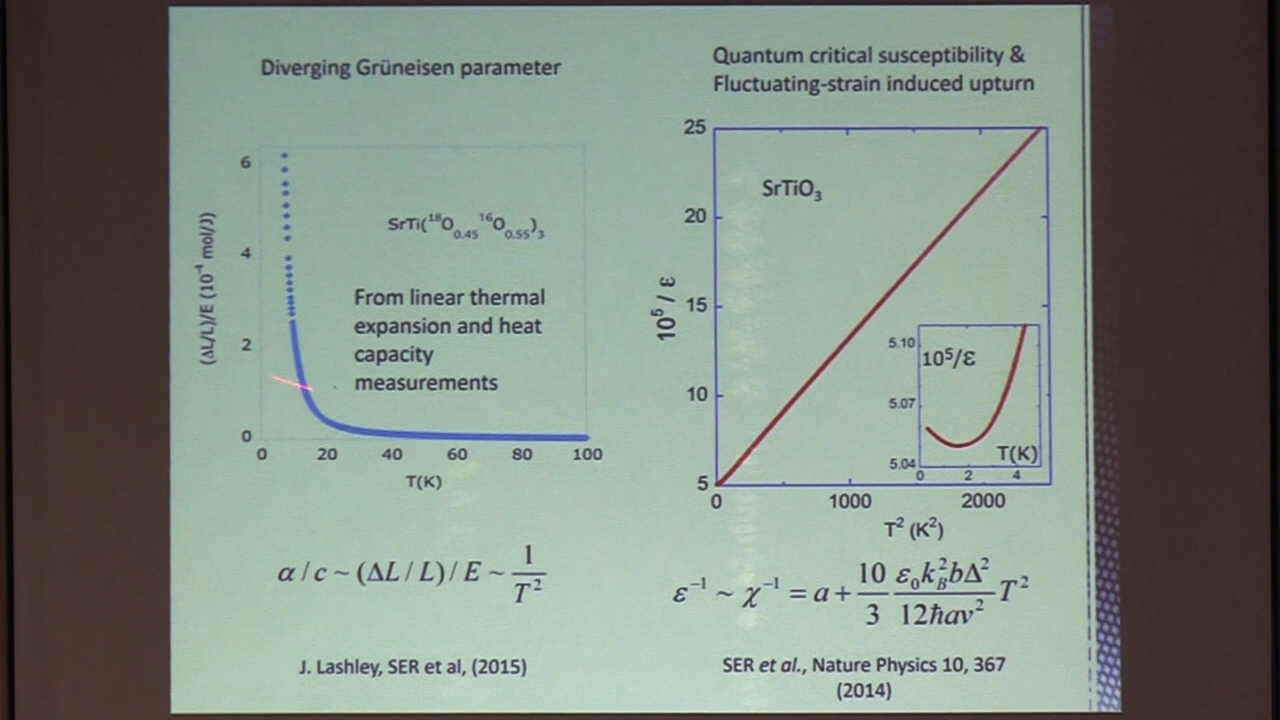 Diverging Grüneisen parameter
6
4
2
0
(ΔL/L)/E (10⁻⁴ mol/J)
SrTi(¹⁸O₀.₄₅ ¹⁶O₀.₅₅)₃
From linear thermal
expansion and heat
capacity
measurements
0 20 40 60 80 100
T(K)
α / c ~ (ΔL / L) / E ~ 1/T²
J. Lashley, SER et al, (2015)
Quantum critical susceptibility &
Fluctuating-strain induced upturn
25
20
15
10
5
10⁵ / ε
SrTiO₃
5.10
5.07
5.04
10⁵/ε
T(K)
0 2 4
0 1000 2000
T² (K²)
ε⁻¹ ~ χ⁻¹ = a + 10/3 ε₀k_B²bΔ²/12ħav² T²
SER et al., Nature Physics 10, 367
(2014)